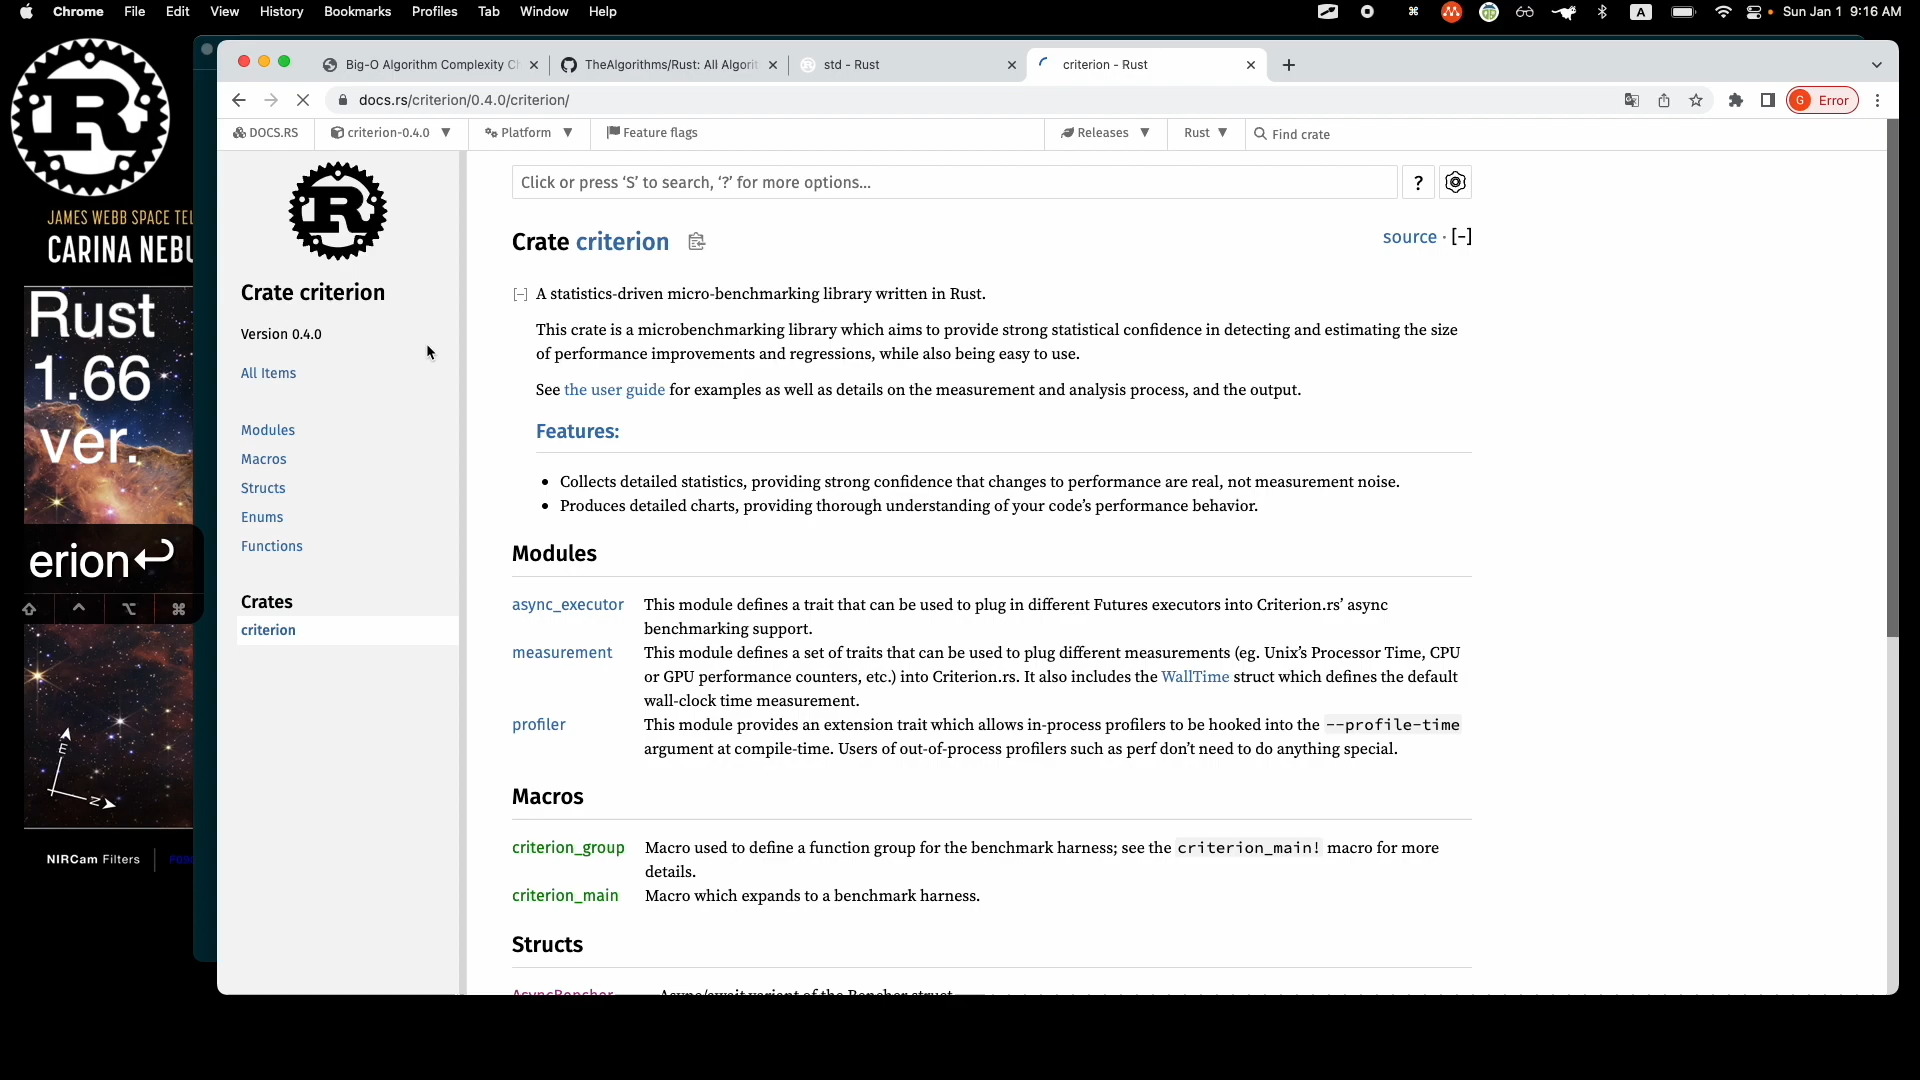 Chrome File Edit View History Bookmarks Profiles Tab Window Help
A Sun Jan 1 9:16 AM
Big-O Algorithm Complexity Ch
TheAlgorithms/Rust: All Algorit
std - Rust
criterion - Rust
docs.rs/criterion/0.4.0/criterion/
G Error
DOCS.RS criterion-0.4.0 Platform Feature flags Releases Rust Find crate
JAMES WEBB SPACE TEL
CARINA NEBU
Rust
1.66
ver.
erion
E
N
NIRCam Filters
R
Crate criterion
Version 0.4.0
All Items
Modules
Macros
Structs
Enums
Functions
Crates
criterion
Click or press ‘S’ to search, ‘?’ for more options…
?
Crate criterion
source · [-]
[-] A statistics-driven micro-benchmarking library written in Rust.
This crate is a microbenchmarking library which aims to provide strong statistical confidence in detecting and estimating the size
of performance improvements and regressions, while also being easy to use.
See the user guide for examples as well as details on the measurement and analysis process, and the output.
Features:
• Collects detailed statistics, providing strong confidence that changes to performance are real, not measurement noise.
• Produces detailed charts, providing thorough understanding of your code’s performance behavior.
Modules
async_executor This module defines a trait that can be used to plug in different Futures executors into Criterion.rs’ async
benchmarking support.
measurement This module defines a set of traits that can be used to plug different measurements (eg. Unix’s Processor Time, CPU
or GPU performance counters, etc.) into Criterion.rs. It also includes the WallTime struct which defines the default
wall-clock time measurement.
profiler This module provides an extension trait which allows in-process profilers to be hooked into the --profile-time
argument at compile-time. Users of out-of-process profilers such as perf don’t need to do anything special.
Macros
criterion_group Macro used to define a function group for the benchmark harness; see the criterion_main! macro for more
details.
criterion_main Macro which expands to a benchmark harness.
Structs
AsyncBencher Async/await variant of the Bencher struct.